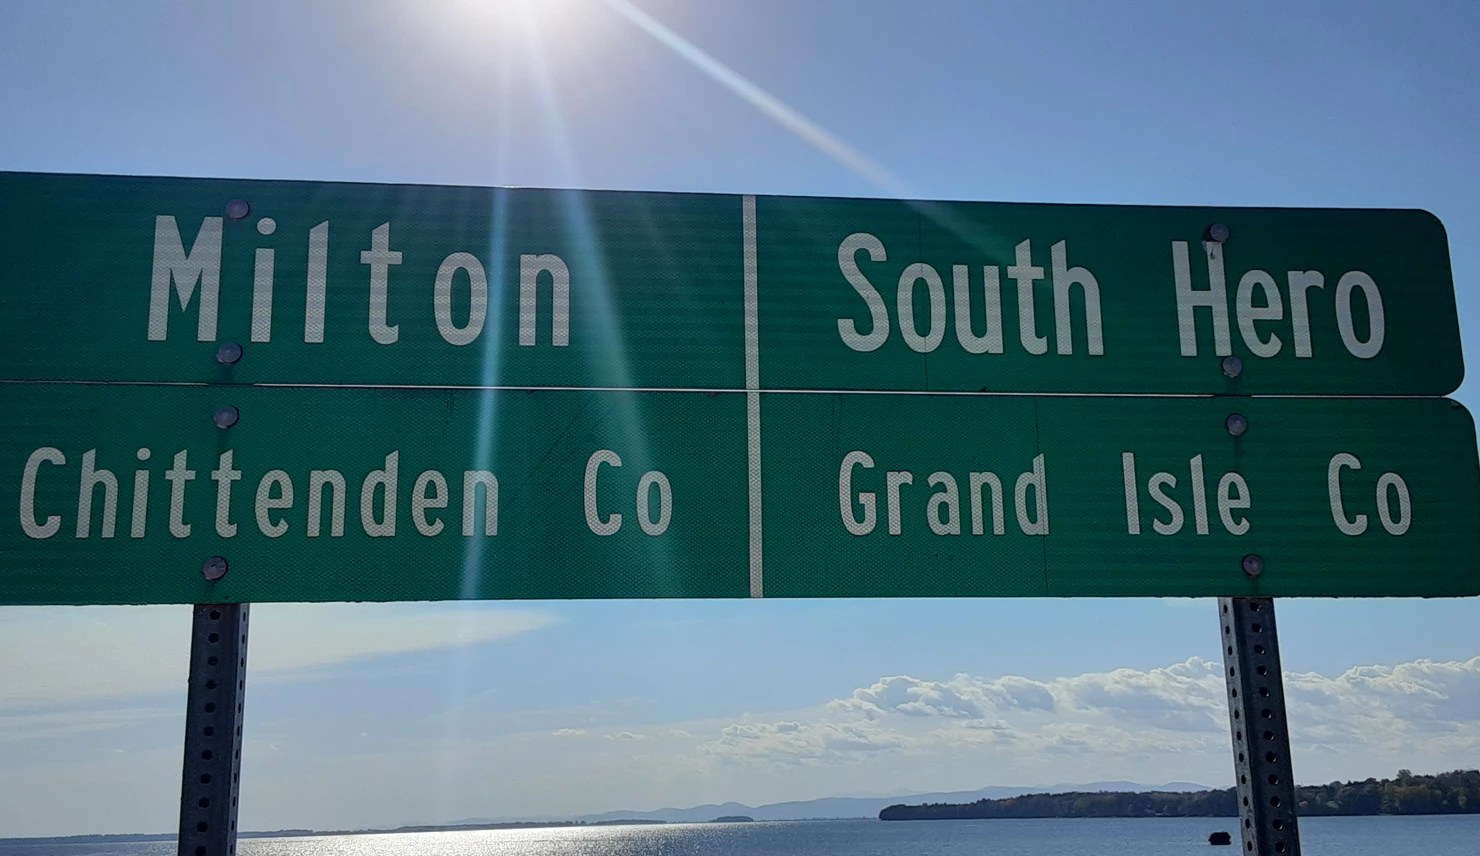 Milton South Hero
Chittenden Co Grand Isle Co